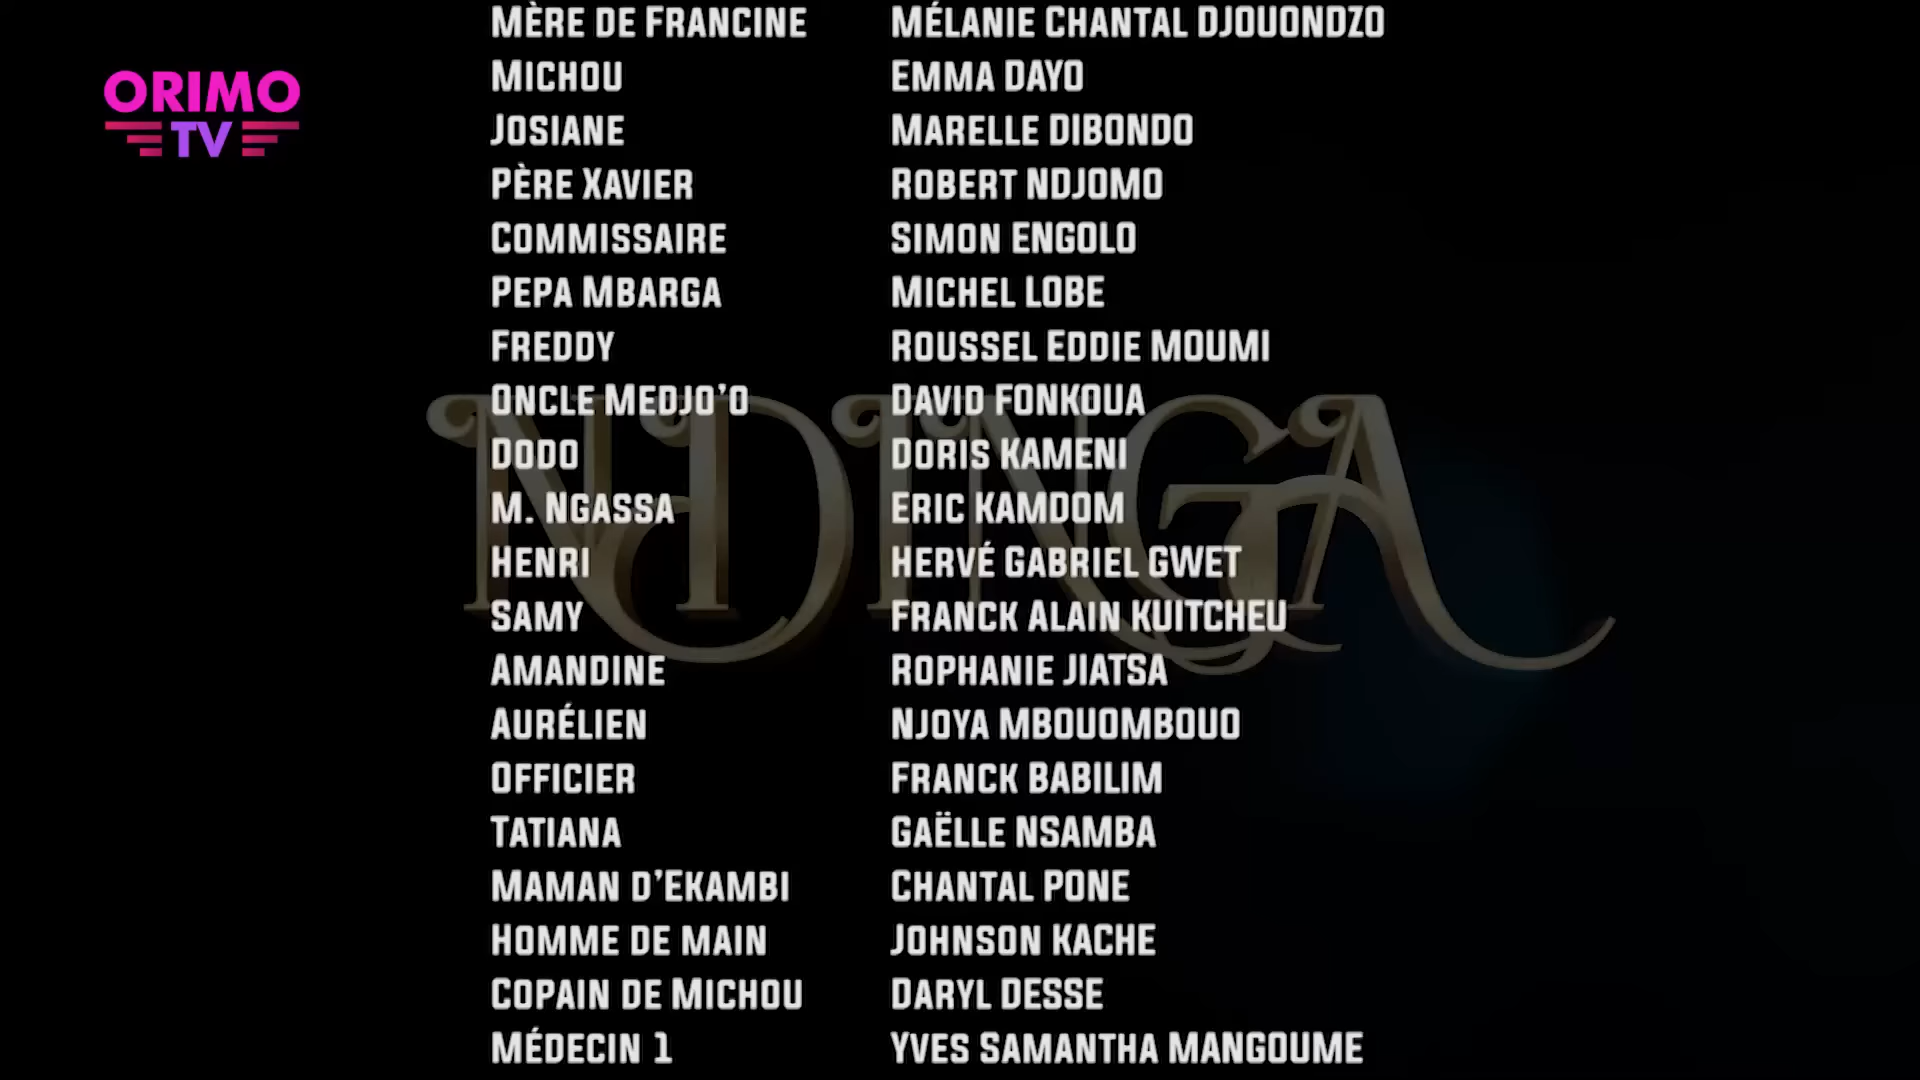 MÈRE DE FRANCINE MÉLANIE CHANTAL DJOUONDZO
MICHOU EMMA DAYO
JOSIANE MARELLE DIBONDO
PÈRE XAVIER ROBERT NDJOMO
COMMISSAIRE SIMON ENGOLO
PEPA MBARGA MICHEL LOBE
FREDDY ROUSSEL EDDIE MOUMI
ONCLE MEDJO'O DAVID FONKOUA
DODO DORIS KAMENI
M. NGASSA ERIC KAMDOM
HENRI HERVÉ GABRIEL GWET
SAMY FRANCK ALAIN KUITCHEU
AMANDINE ROPHANIE JIATSA
AURÉLIEN NJOYA MBOUOMBOUO
OFFICIER FRANCK BABILIM
TATIANA GAËLLE NSAMBA
MAMAN D'EKAMBI CHANTAL PONE
HOMME DE MAIN JOHNSON KACHE
COPAIN DE MICHOU DARYL DESSE
MÉDECIN 1 YVES SAMANTHA MANGOUME
ORIMO
TV
NDINGA